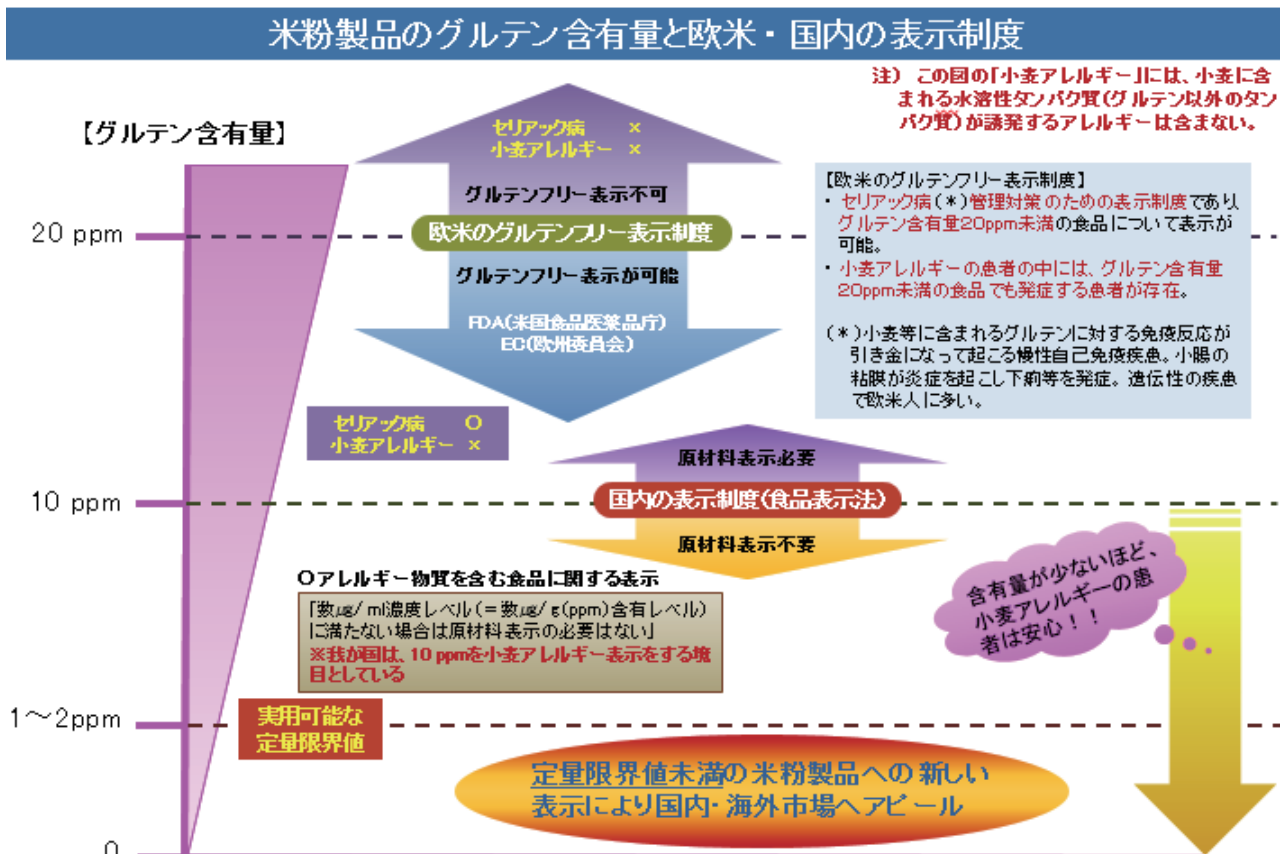 米粉製品のグルテン含有量と欧米・国内の表示制度
注） この図の「小麦アレルギー」には、小麦に含
まれる水溶性タンパク質(グルテン以外のタン
パク質)が誘発するアレルギーは含まない。
【グルテン含有量】
セリアック病 ×
小麦アレルギー ×
グルテンフリー表示不可
20 ppm
欧米のグルテンフリー表示制度
グルテンフリー表示が可能
FDA(米国食品医薬品庁)
EC(欧州委員会)
【欧米のグルテンフリー表示制度】
・ セリアック病(＊)管理対策のための表示制度であり
グルテン含有量20ppm未満の食品について表示が
可能。
・ 小麦アレルギーの患者の中には、グルテン含有量
20ppm未満の食品でも発症する患者が存在。
(＊)小麦等に含まれるグルテンに対する免疫反応が
引き金になって起こる慢性自己免疫疾患。小腸の
粘膜が炎症を起こし下痢等を発症。遺伝性の疾患
で欧米人に多い。
セリアック病 ○
小麦アレルギー ×
原材料表示必要
10 ppm
国内の表示制度(食品表示法)
原材料表示不要
○アレルギー物質を含む食品に関する表示
「数μg/ml濃度レベル(＝数μg/g(ppm)含有レベル)
に満たない場合は原材料表示の必要はない」
※我が国は、10 ppmを小麦アレルギー表示をする境
目としている
含有量が少ないほど、
小麦アレルギーの患
者は安心！！
1～2ppm
実用可能な
定量限界値
定量限界値未満の米粉製品への新しい
表示により国内・海外市場へアピール
0